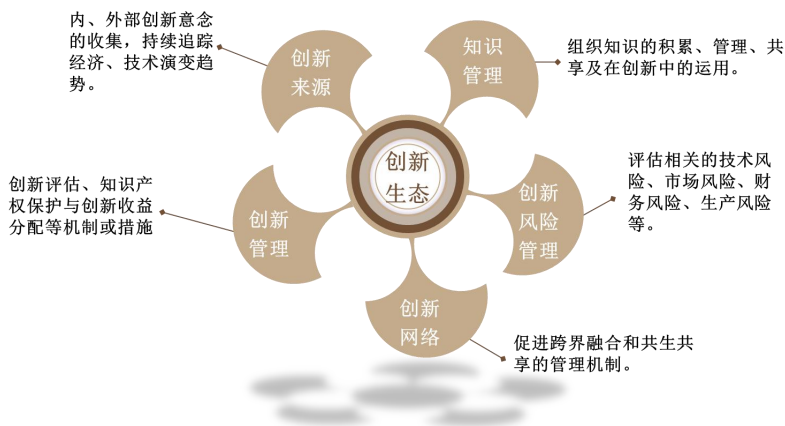 内、外部创新意念
的收集，持续追踪
经济、技术演变趋
势。
创新
来源
知识
管理
组织知识的积累、管理、共
享及在创新中的运用。
创新
生态
创新评估、知识产
权保护与创新收益
分配等机制或措施
创新
管理
创新
风险
管理
评估相关的技术风
险、市场风险、财
务风险、生产风险
等。
创新
网络
促进跨界融合和共生共
享的管理机制。